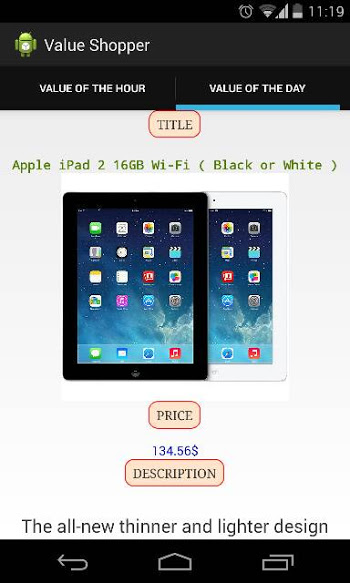 11:19
Value Shopper
VALUE OF THE HOUR VALUE OF THE DAY
TITLE
Apple iPad 2 16GB Wi-Fi ( Black or White )
PRICE
134.56$
DESCRIPTION
The all-new thinner and lighter design